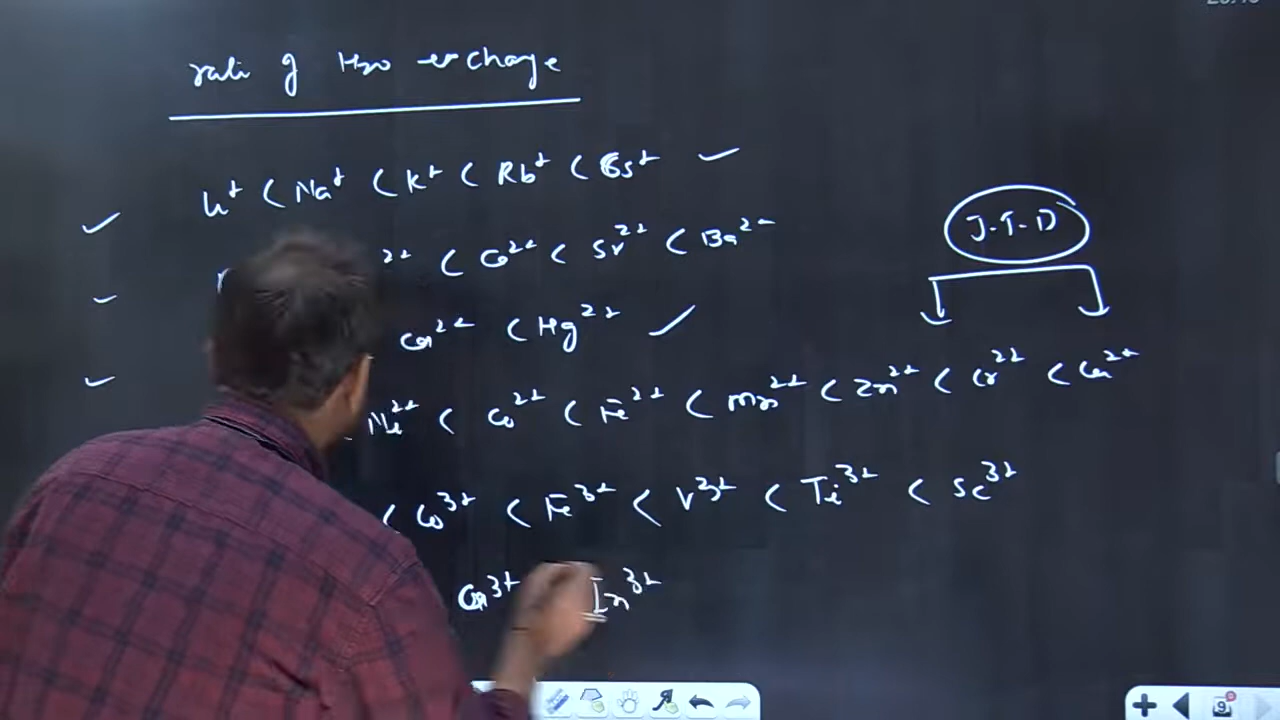 rate of H2O exchange
Li+ < Na+ < K+ < Rb+ < Cs+
2+ < Ca2+ < Sr2+ < Ba2+
J.T.D
< Hg2+
Ni2+ < Co2+ < Fe2+ < Mn2+ < Zn2+ < Cr2+ < Cu2+
< Co3+ < Fe3+ < V3+ < Ti3+ < Sc3+
Ga3+ In3+
9